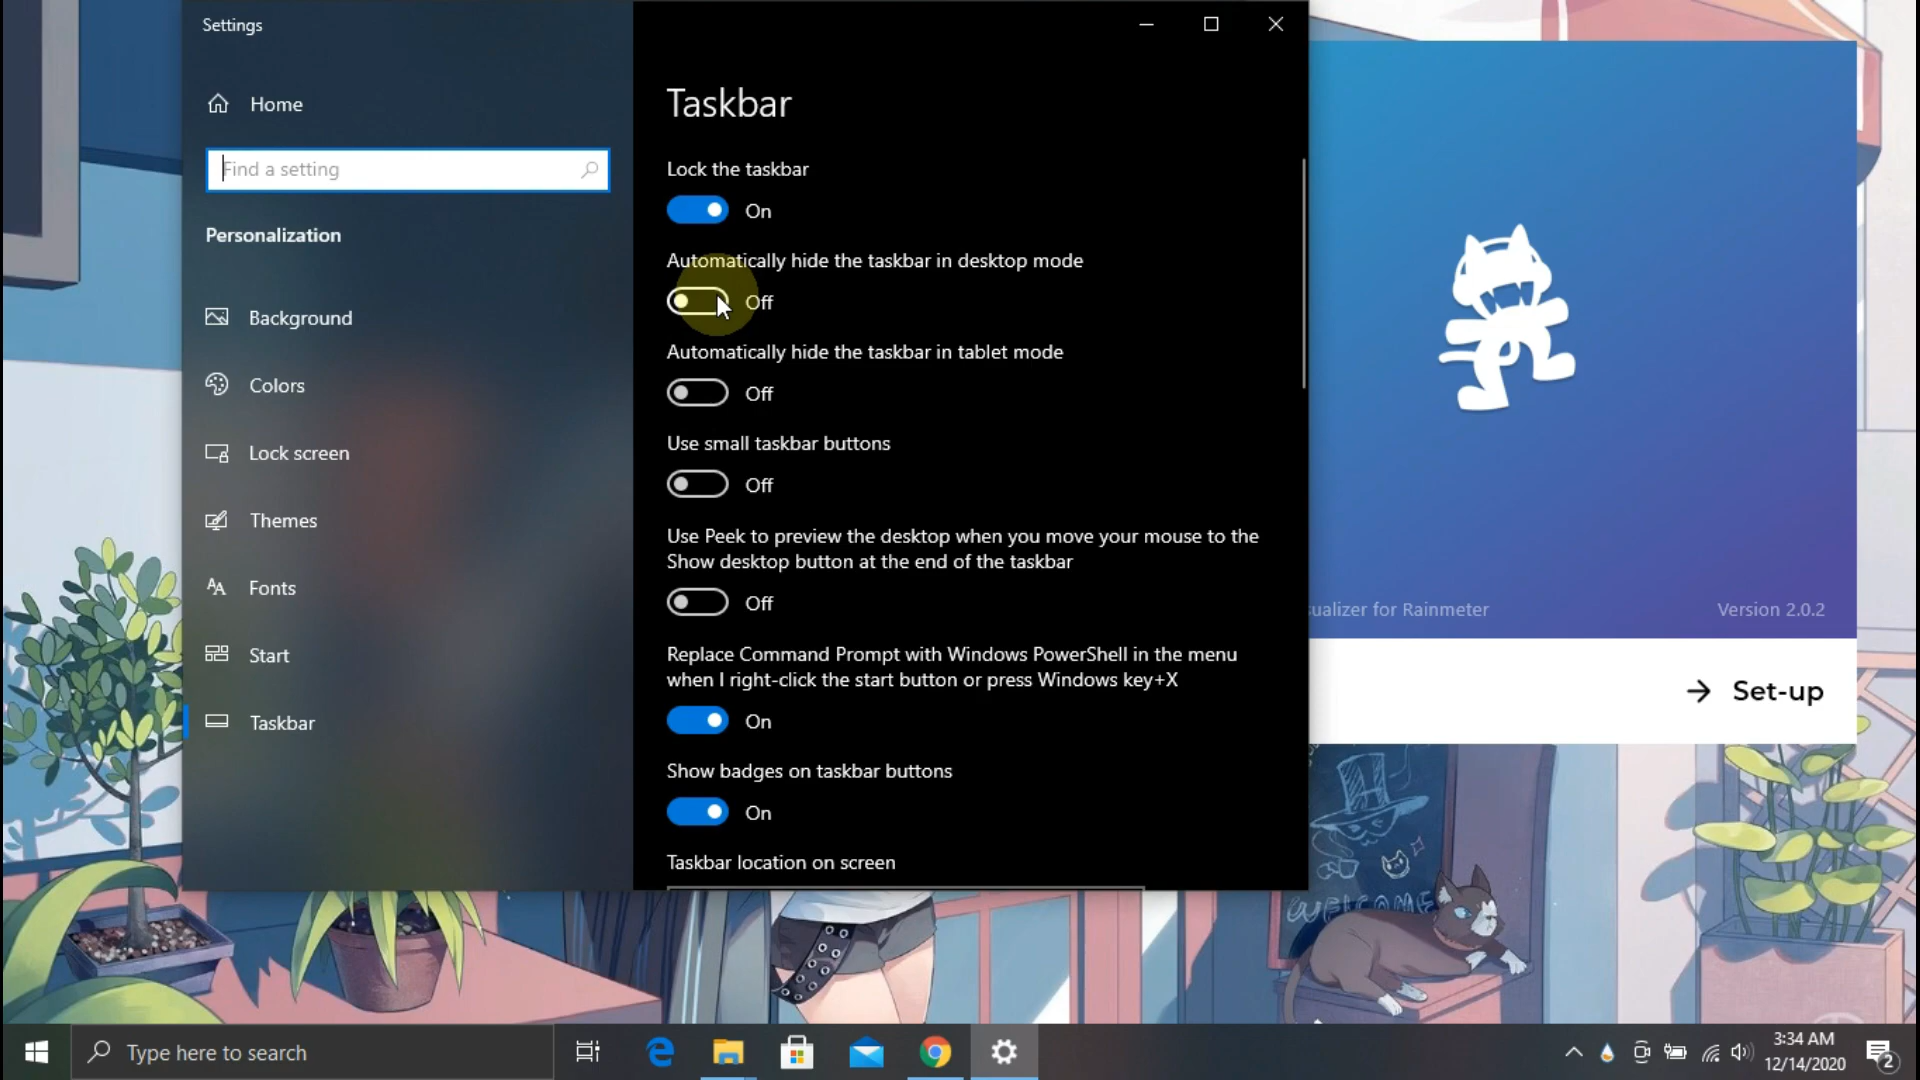 Settings
Home
Find a setting
Personalization
Background
Colors
Lock screen
Themes
Fonts
Start
Taskbar
Taskbar
Lock the taskbar
On
Automatically hide the taskbar in desktop mode
Off
Automatically hide the taskbar in tablet mode
Off
Use small taskbar buttons
Off
Use Peek to preview the desktop when you move your mouse to the
Show desktop button at the end of the taskbar
Off
Replace Command Prompt with Windows PowerShell in the menu
when I right-click the start button or press Windows key+X
On
Show badges on taskbar buttons
On
Taskbar location on screen
ualizer for Rainmeter
Version 2.0.2
Set-up
WELCOME
Type here to search
3:34 AM
12/14/2020
2